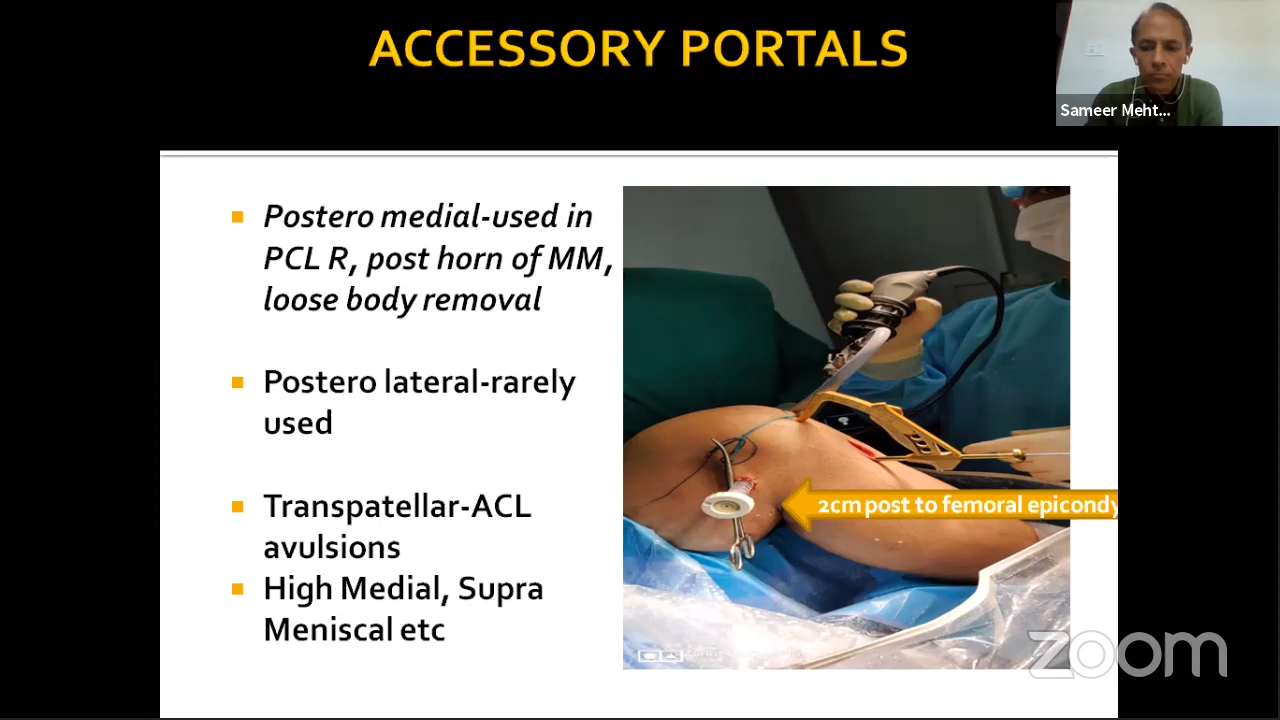 ACCESSORY PORTALS
Sameer Meht...
Postero medial-used in
PCL R, post horn of MM,
loose body removal
Postero lateral-rarely
used
Transpatellar-ACL
avulsions
High Medial, Supra
Meniscal etc
2cm post to femoral epicondy
zoom